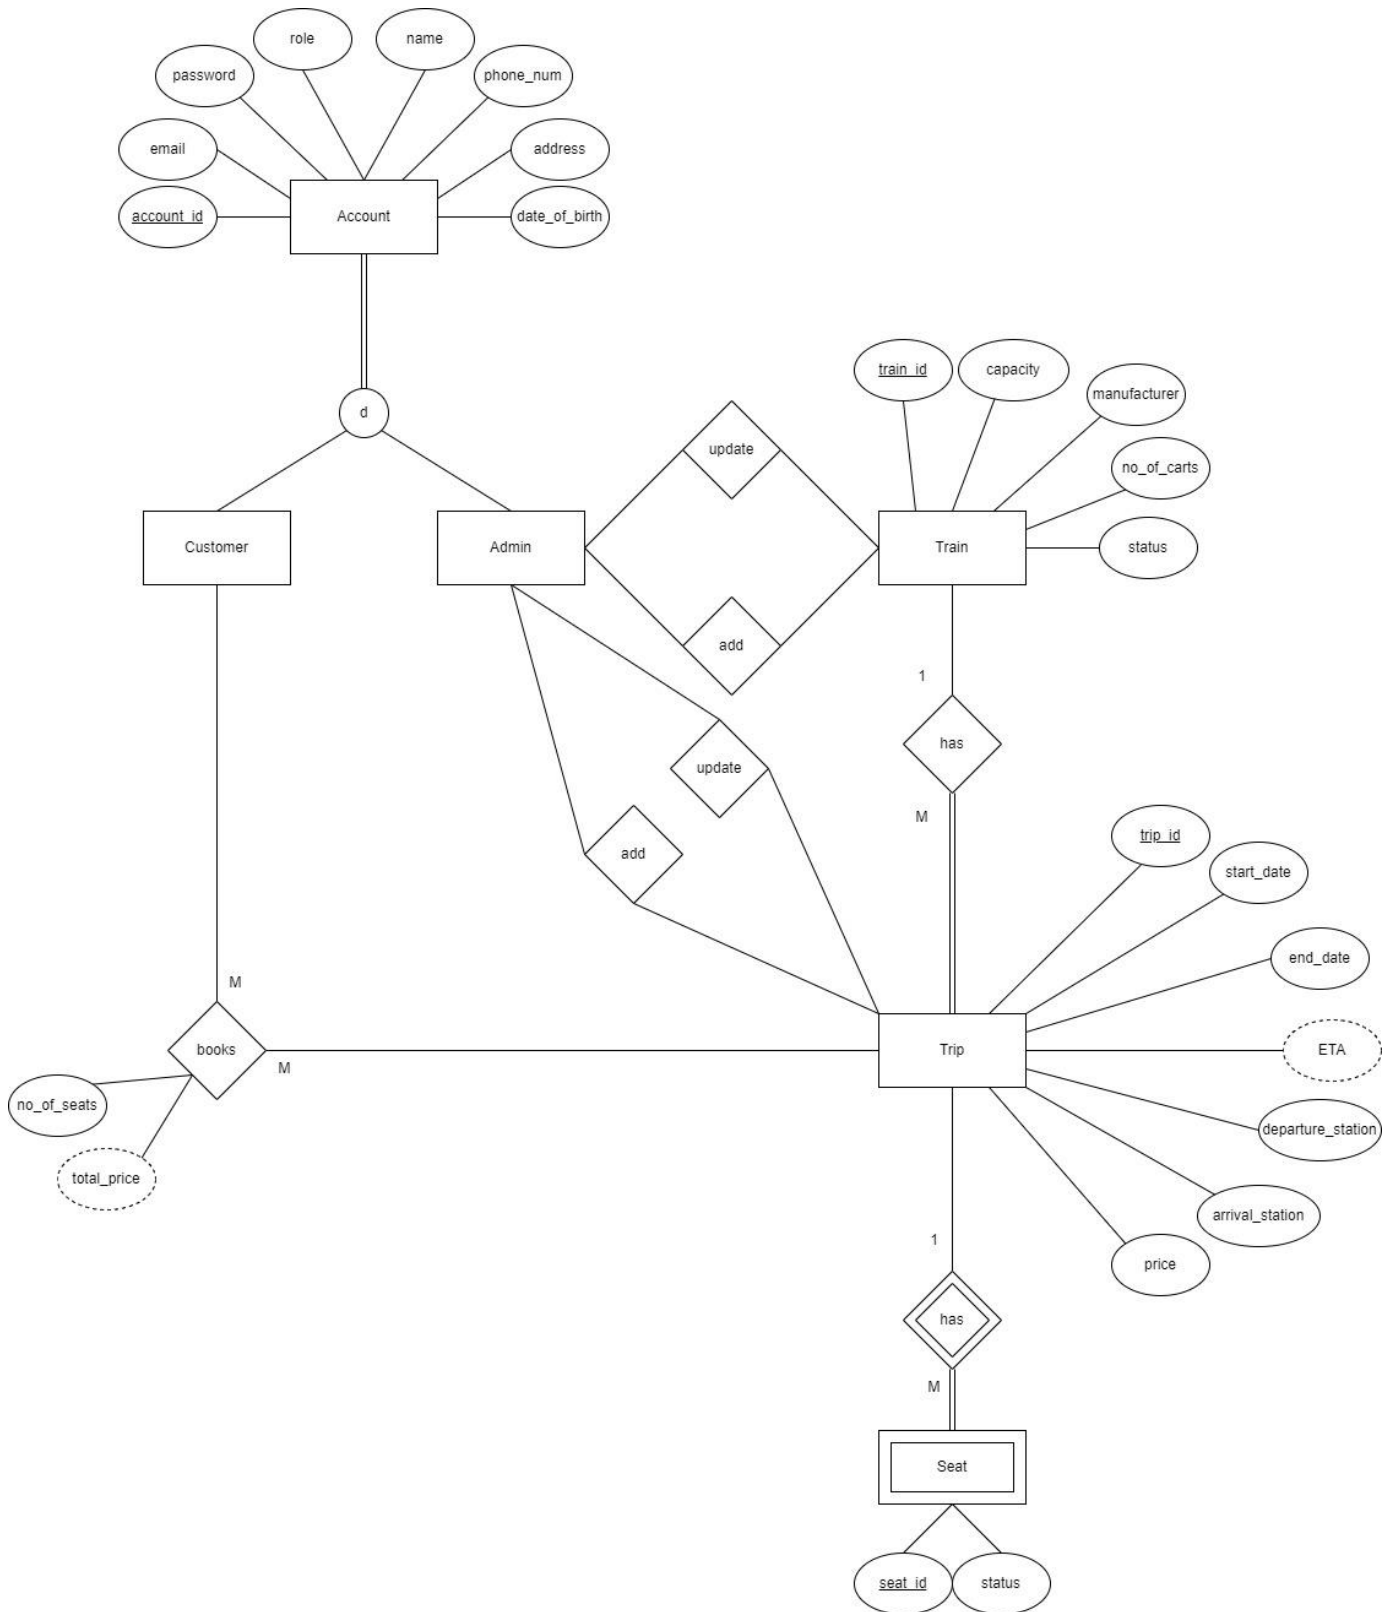 role
name
password
phone_num
email
address
account_id
Account
date_of_birth
train_id
capacity
manufacturer
d
update
no_of_carts
Customer
Admin
Train
status
add
1
has
update
M
trip_id
add
start_date
end_date
M
books
M
Trip
ETA
no_of_seats
departure_station
total_price
arrival_station
1
price
has
M
Seat
seat_id
status